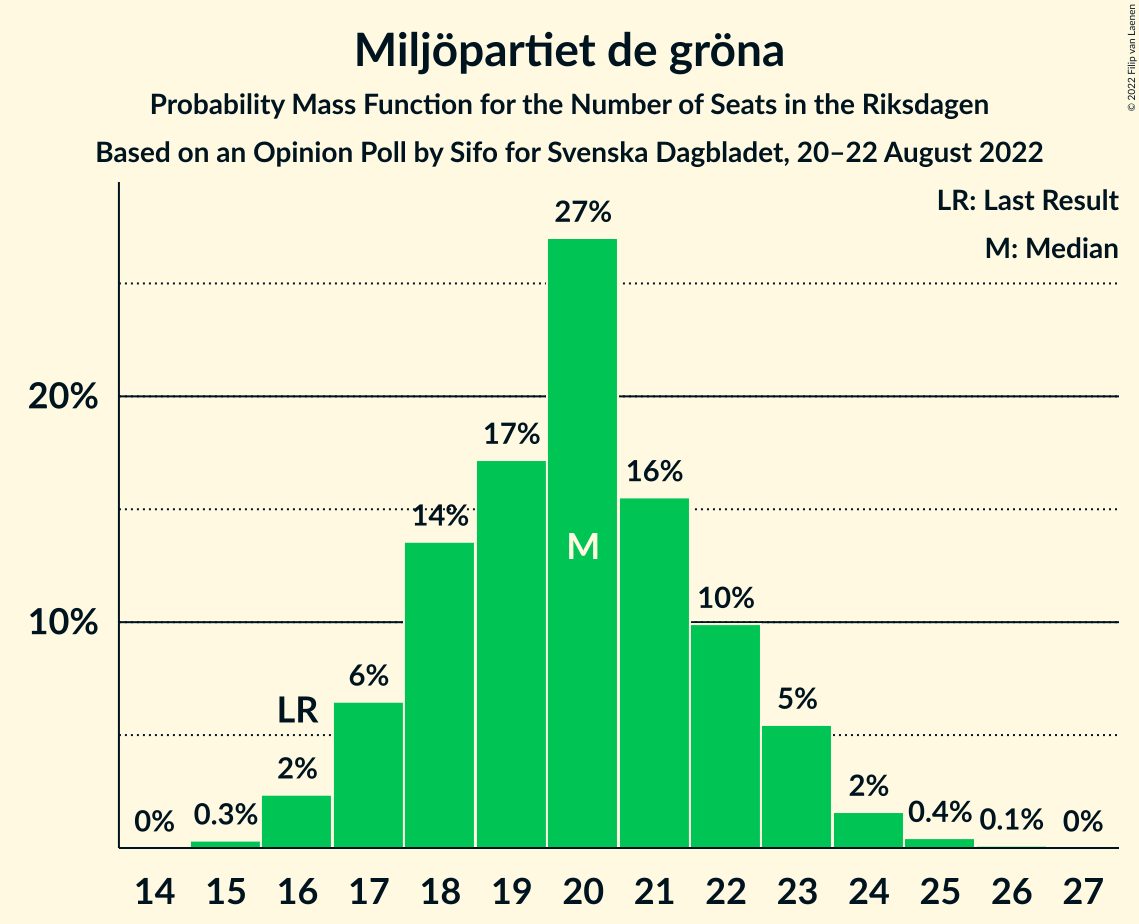 Miljöpartiet de gröna
Probability Mass Function for the Number of Seats in the Riksdagen
Based on an Opinion Poll by Sifo for Svenska Dagbladet, 20–22 August 2022
© 2022 Filip van Laenen
LR: Last Result
M: Median
27%
20%
17%
16%
14%
M
10%
10%
6%
5%
LR
2%
2%
0%
0.3%
0.4%
0.1%
0%
14 15 16 17 18 19 20 21 22 23 24 25 26 27